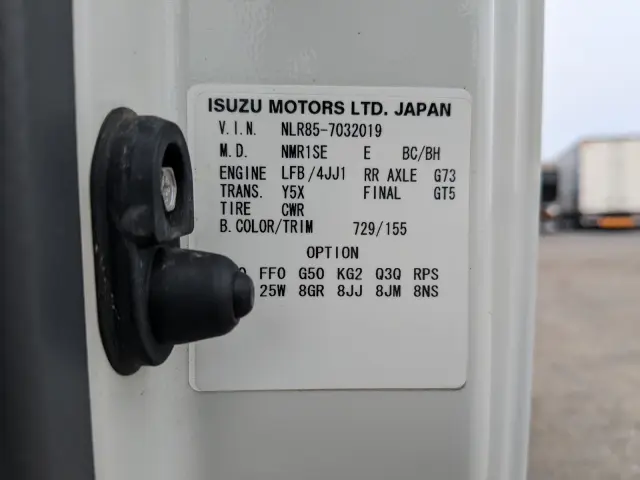 ISUZU MOTORS LTD. JAPAN
V.I.N. NLR85-7032019
M.D. NMR1SE E BC/BH
ENGINE LFB/4JJ1 RR AXLE G73
TRANS. Y5X FINAL GT5
TIRE CWR
B.COLOR/TRIM 729/155
OPTION
FFO G50 KG2 Q3Q RPS
25W 8GR 8JJ 8JM 8NS